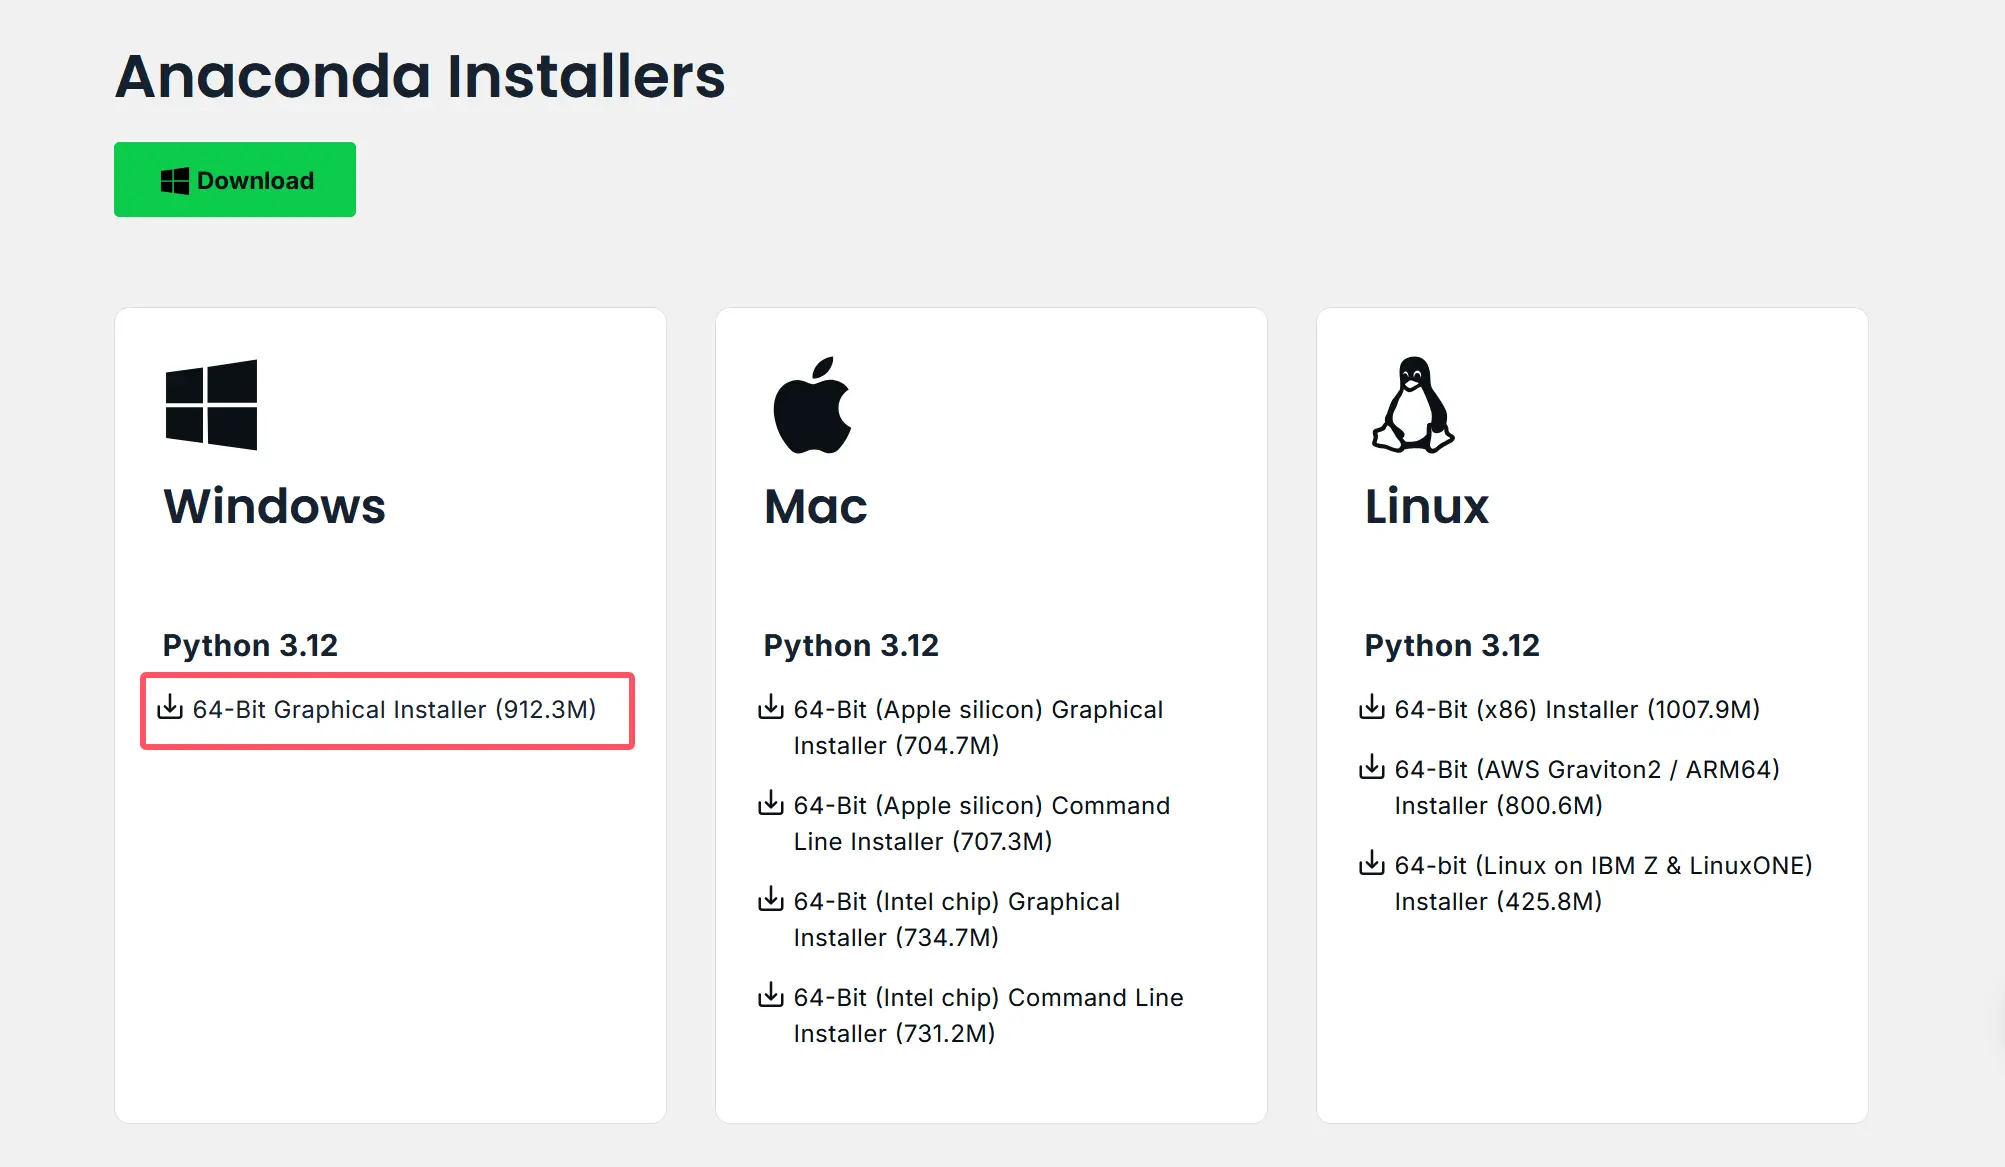 Anaconda Installers
Download
Windows
Python 3.12
64-Bit Graphical Installer (912.3M)
Mac
Python 3.12
64-Bit (Apple silicon) Graphical
Installer (704.7M)
64-Bit (Apple silicon) Command
Line Installer (707.3M)
64-Bit (Intel chip) Graphical
Installer (734.7M)
64-Bit (Intel chip) Command Line
Installer (731.2M)
Linux
Python 3.12
64-Bit (x86) Installer (1007.9M)
64-Bit (AWS Graviton2 / ARM64)
Installer (800.6M)
64-bit (Linux on IBM Z & LinuxONE)
Installer (425.8M)